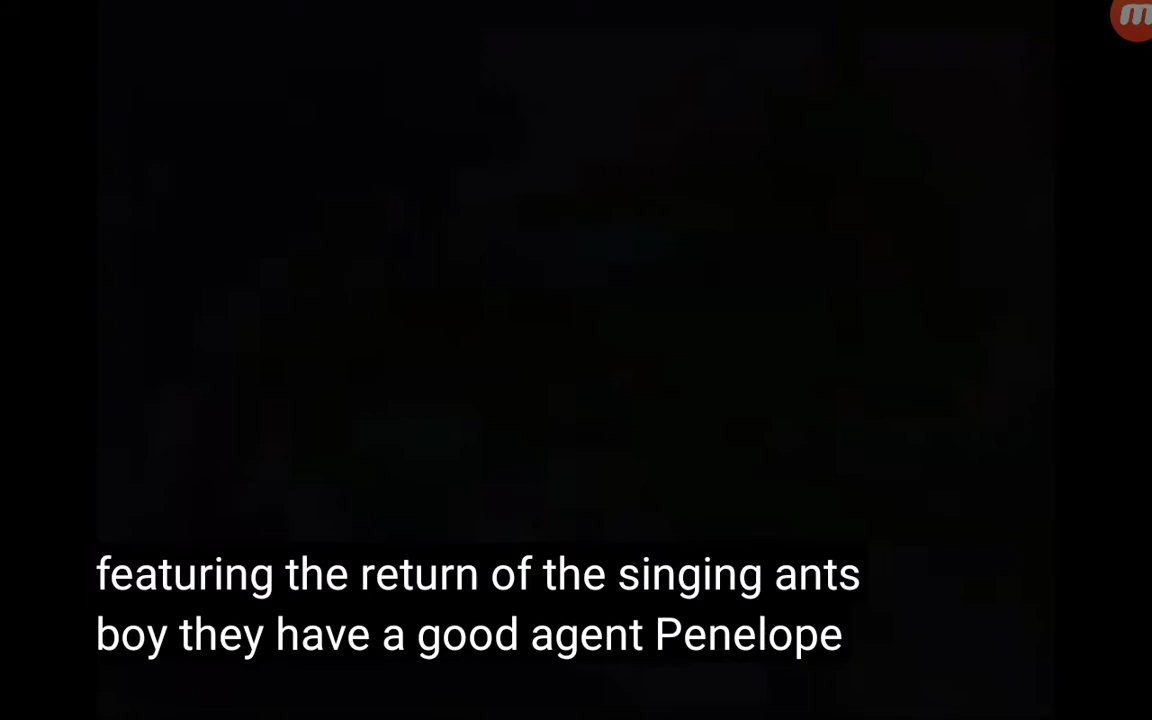 featuring the return of the singing ants
boy they have a good agent Penelope